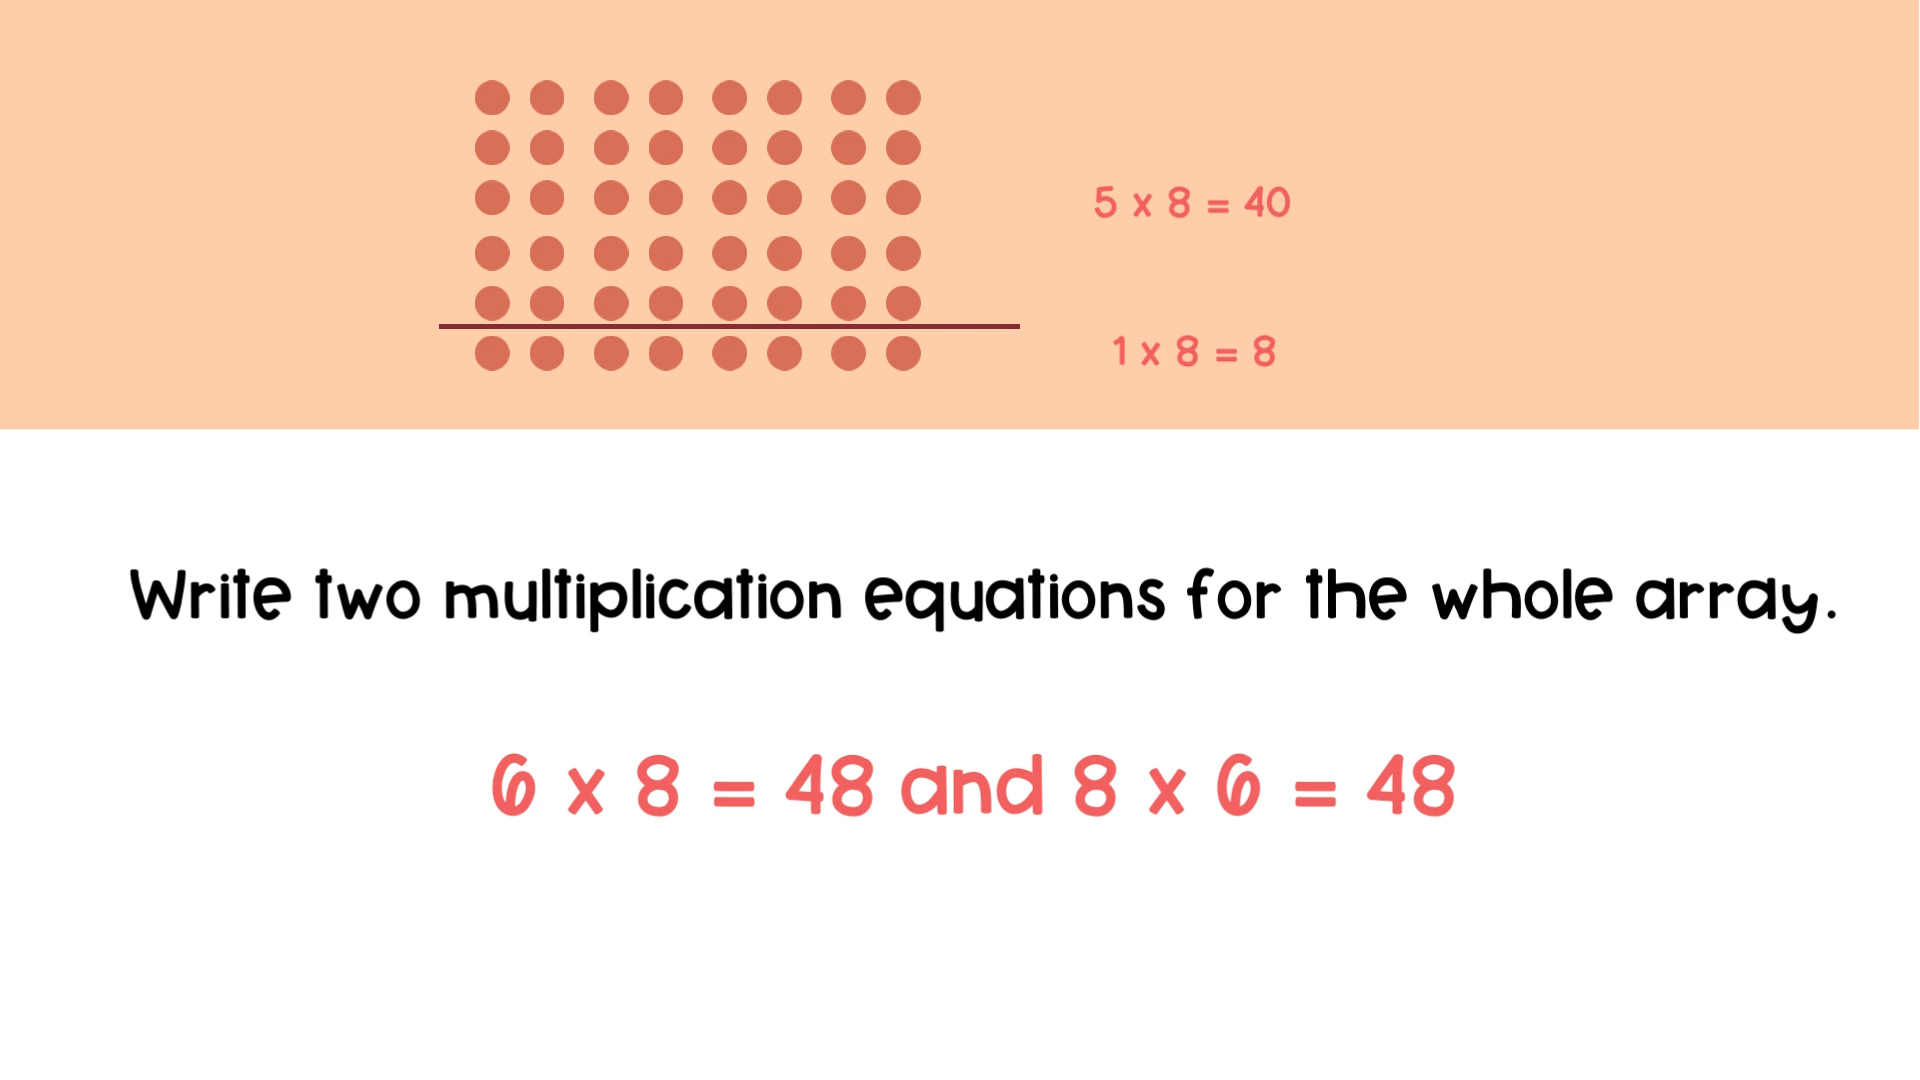 5 x 8 = 40
1 x 8 = 8
Write two multiplication equations for the whole array.
6 x 8 = 48 and 8 x 6 = 48